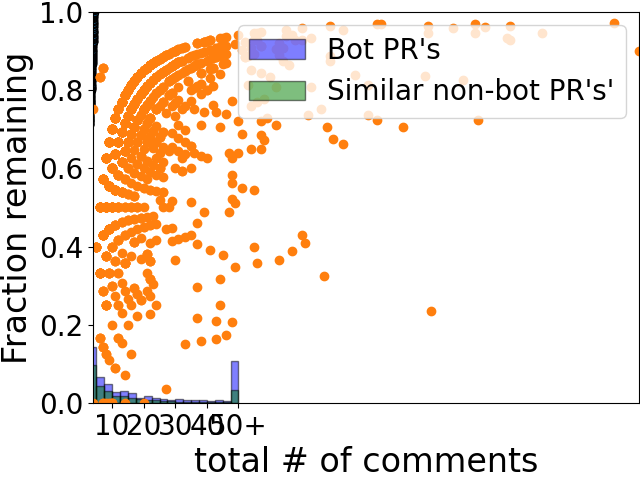 1.0
0.8
0.6
0.4
0.2
0.0
Fraction remaining
Bot PR's
Similar non-bot PR's'
10 20 30 40 50+
total # of comments